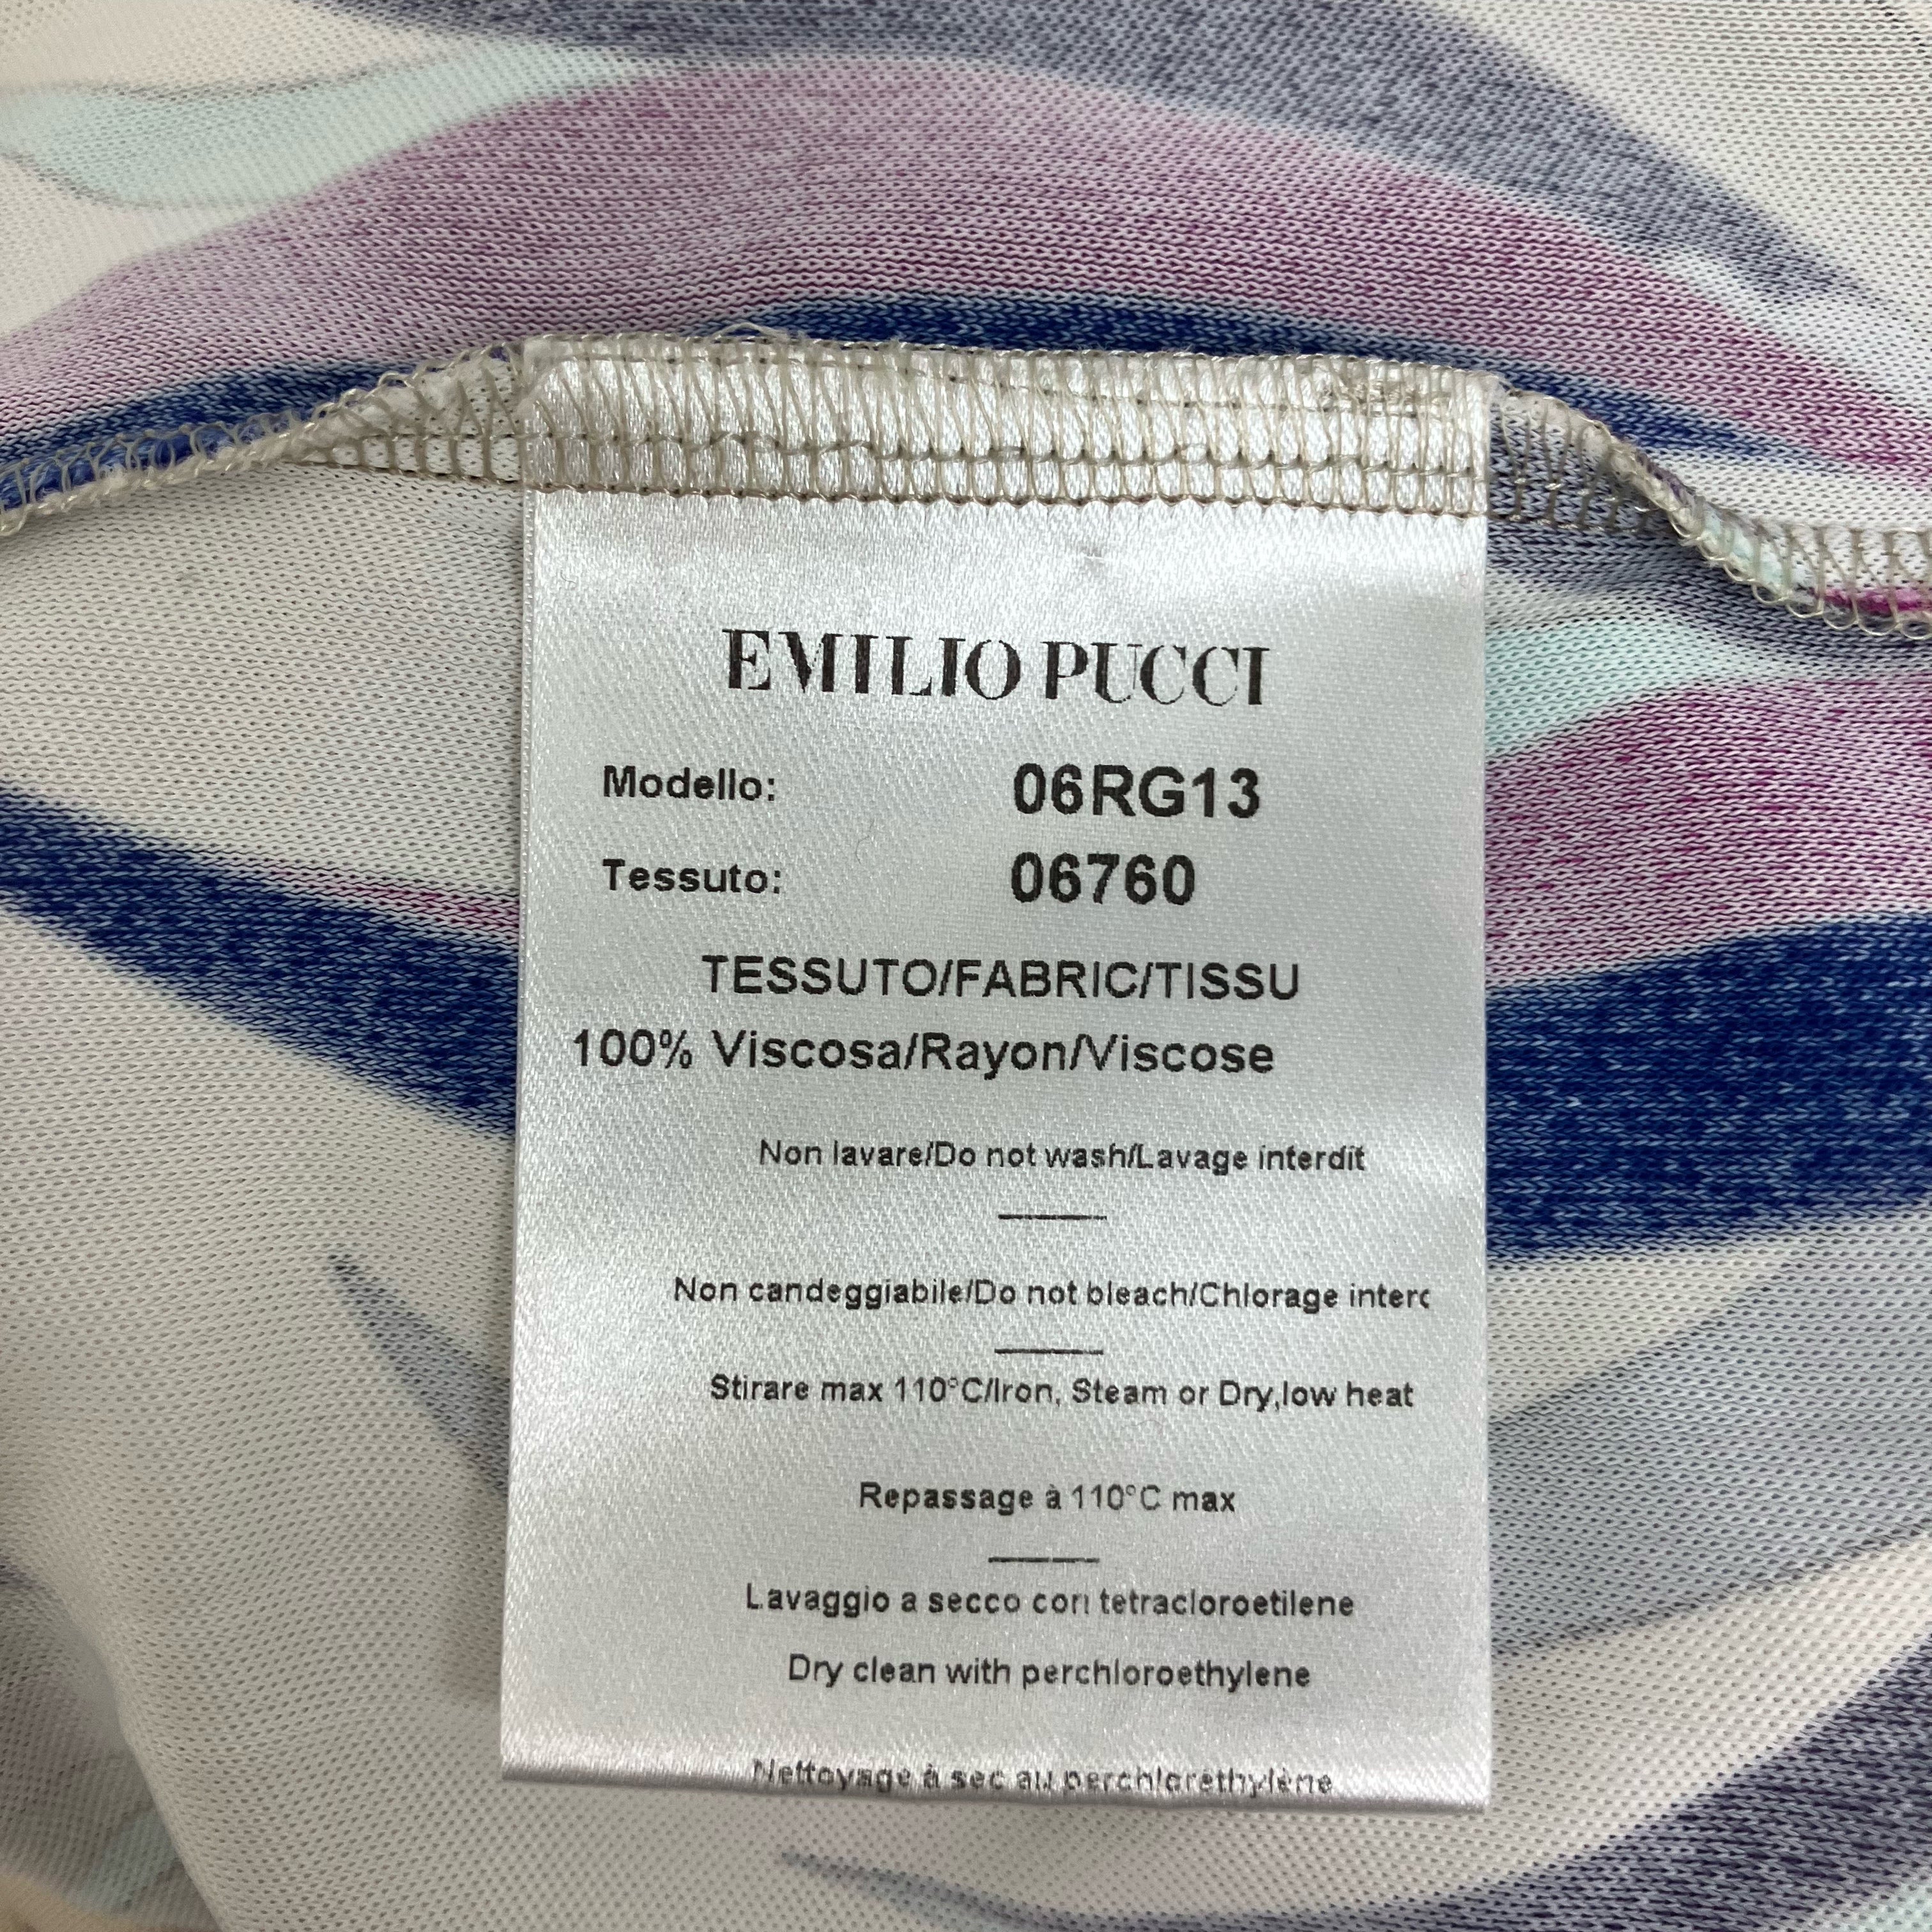 EMILIO PUCCI
Modello: 06RG13
Tessuto: 06760
TESSUTO/FABRIC/TISSU
100% Viscosa/Rayon/Viscose
Non lavare/Do not wash/Lavage interdit
Non candeggiabile/Do not bleach/Chlorage interc
Stirare max 110°C/Iron, Steam or Dry,low heat
Repassage à 110°C max
Lavaggio a secco con tetracloroetilene
Dry clean with perchloroethylene
Nettoyage à sec au perchloréthylène